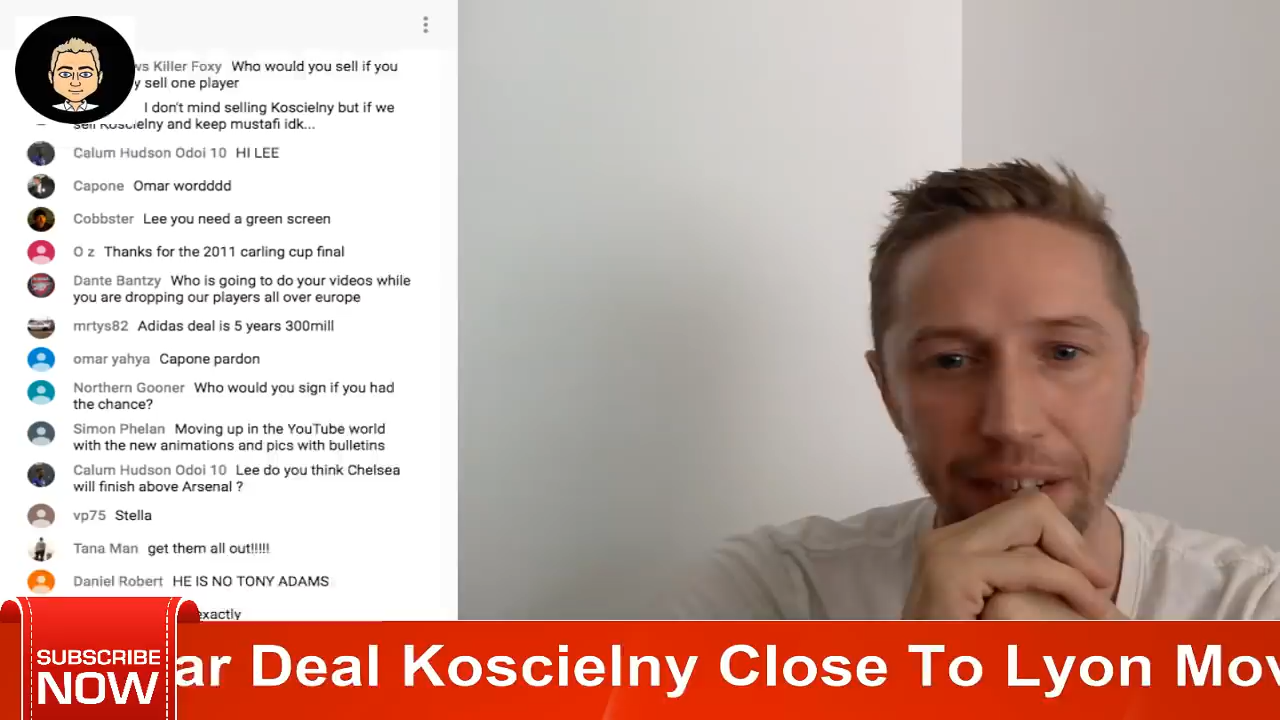 ws Killer Foxy Who would you sell if you
y sell one player
I don't mind selling Koscielny but if we
sell Koscielny and keep mustafi idk...
Calum Hudson Odoi 10 HI LEE
Capone Omar wordddd
Cobbster Lee you need a green screen
O z Thanks for the 2011 carling cup final
Dante Bantzy Who is going to do your videos while
you are dropping our players all over europe
mrtys82 Adidas deal is 5 years 300mill
omar yahya Capone pardon
Northern Gooner Who would you sign if you had
the chance?
Simon Phelan Moving up in the YouTube world
with the new animations and pics with bulletins
Calum Hudson Odoi 10 Lee do you think Chelsea
will finish above Arsenal ?
vp75 Stella
Tana Man get them all out!!!!!
Daniel Robert HE IS NO TONY ADAMS
exactly
SUBSCRIBE
NOW
ar Deal Koscielny Close To Lyon Mov